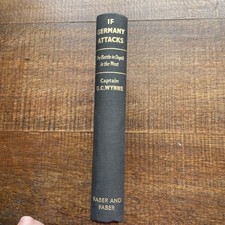 IF
GERMANY
ATTACKS
The Battle in Depth
in the West
Captain
G.C.WYNNE
FABER AND
FABER